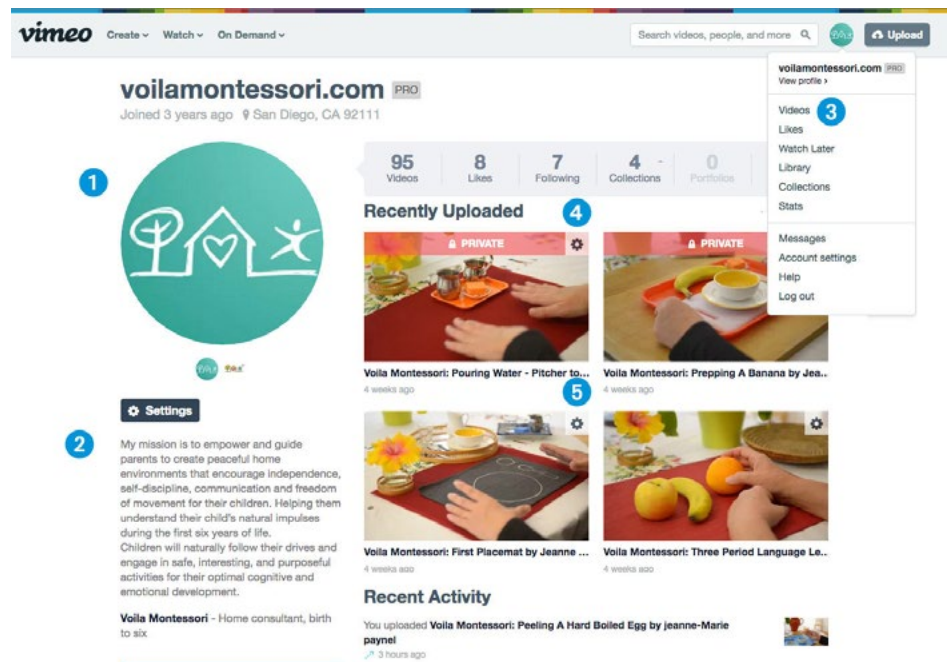 vimeo Create Watch On Demand Search videos, people, and more Upload
voilamontessori.com PRO
View profile ›
voilamontessori.com PRO
Joined 3 years ago San Diego, CA 92111
Videos 3
Likes
Watch Later
Library
Collections
Stats
Messages
Account settings
Help
Log out
1
95 8 7 4 0
Videos Likes Following Collections Portfolios
Recently Uploaded 4
PRIVATE PRIVATE
Voila Montessori: Pouring Water - Pitcher to... Voila Montessori: Prepping A Banana by Jea..
4 weeks ago 5 4 weeks ago
Settings
2
My mission is to empower and guide
parents to create peaceful home
environments that encourage independence,
self-discipline, communication and freedom
of movement for their children. Helping them
understand their child's natural impulses
during the first six years of life.
Children will naturally follow their drives and
engage in safe, interesting, and purposeful
activities for their optimal cognitive and
emotional development.
Voila Montessori - Home consultant, birth
to six
Voila Montessori: First Placemat by Jeanne ... Voila Montessori: Three Period Language Le..
4 weeks ago 4 weeks ago
Recent Activity
You uploaded Voila Montessori: Peeling A Hard Boiled Egg by jeanne-Marie
paynel
3 hours ago